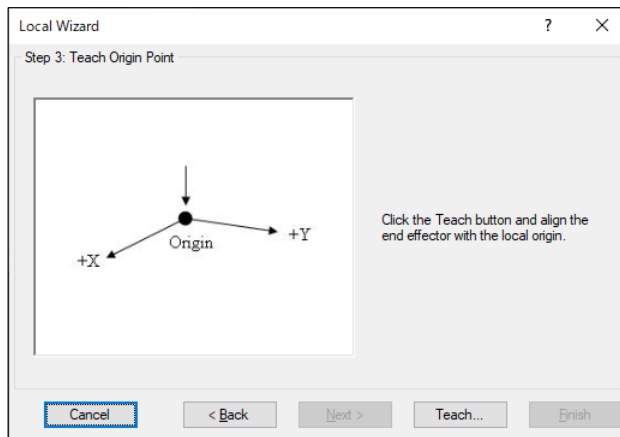 Local Wizard
?
Step 3: Teach Origin Point
Origin
+Y
+X
Click the Teach button and align the
end effector with the local origin.
Cancel
< Back
Next >
Teach...
Finish